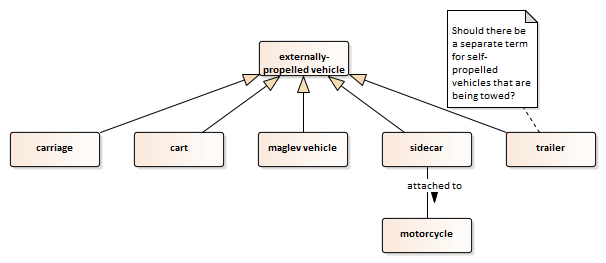 Should there be
a separate term
for self-
propelled
vehicles that are
being towed?
externally-
propelled vehicle
carriage
cart
maglev vehicle
sidecar
trailer
attached to
motorcycle